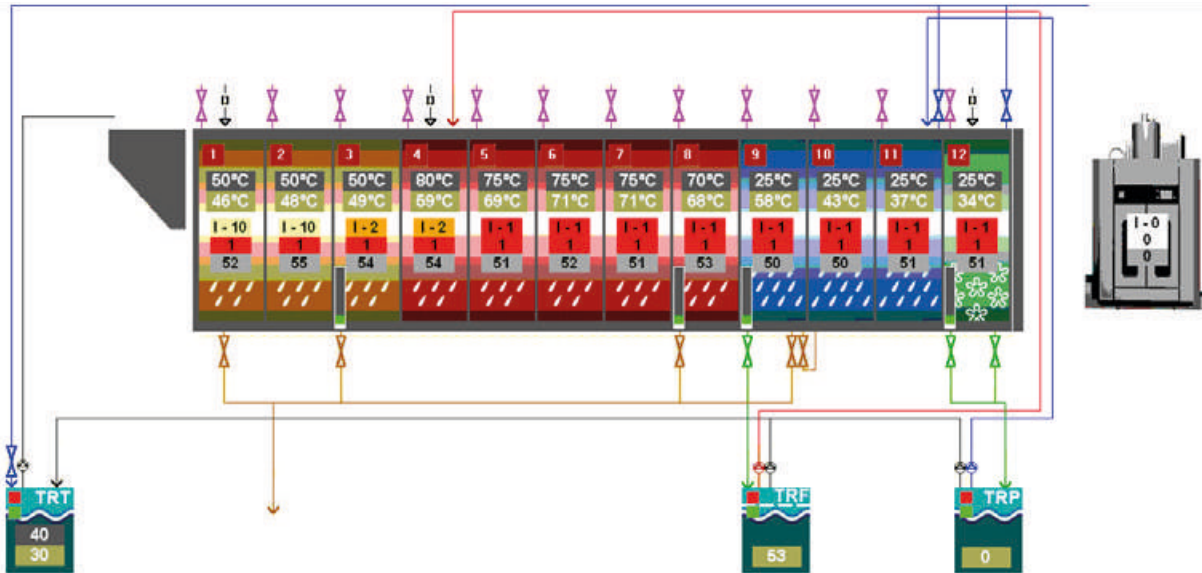 1 2 3 4 5 6 7 8 9 10 11 12
50°C 50°C 50°C 80°C 75°C 75°C 75°C 70°C 25°C 25°C 25°C 25°C
46°C 48°C 49°C 59°C 69°C 71°C 71°C 68°C 58°C 43°C 37°C 34°C
I - 10 I - 10 I - 2 I - 2 I - 1 I - 1 I - 1 I - 1 I - 1 I - 1 I - 1 I - 1 I - 0
1 1 1 1 1 1 1 1 1 1 1 1 0
52 55 54 54 51 52 51 53 50 50 51 51
TRT TRF TRP
40
30 53 0